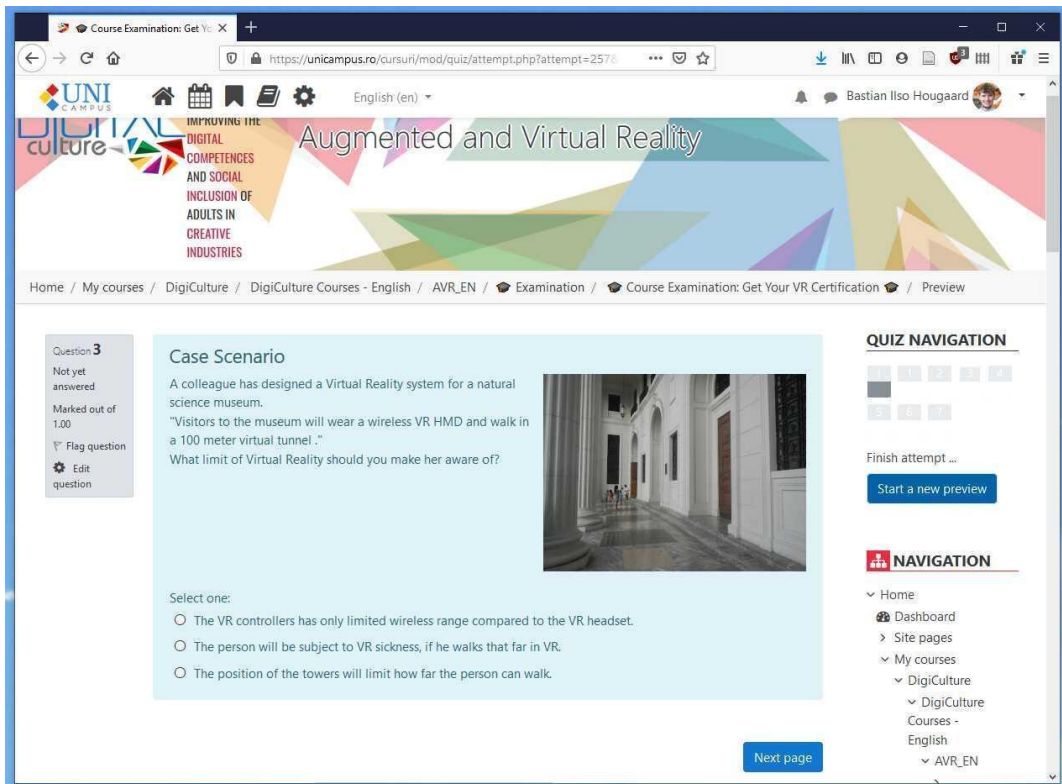 Course Examination: Get Yo
https://unicampus.ro/cursuri/mod/quiz/attempt.php?attempt=2578
3
UNI
CAMPUS
English (en)
Bastian Ilso Hougaard
culture
IMPROVING THE
DIGITAL
COMPETENCES
AND SOCIAL
INCLUSION OF
ADULTS IN
CREATIVE
INDUSTRIES
Augmented and Virtual Reality
Home / My courses / DigiCulture / DigiCulture Courses - English / AVR_EN / Examination / Course Examination: Get Your VR Certification / Preview
Question 3
Not yet
answered
Marked out of
1.00
Flag question
Edit
question
Case Scenario
A colleague has designed a Virtual Reality system for a natural
science museum.
"Visitors to the museum will wear a wireless VR HMD and walk in
a 100 meter virtual tunnel ."
What limit of Virtual Reality should you make her aware of?
Select one:
The VR controllers has only limited wireless range compared to the VR headset.
The person will be subject to VR sickness, if he walks that far in VR.
The position of the towers will limit how far the person can walk.
Next page
QUIZ NAVIGATION
i 1 2 3 4
5 6 7
Finish attempt ...
Start a new preview
NAVIGATION
Home
Dashboard
Site pages
My courses
DigiCulture
DigiCulture
Courses -
English
AVR_EN